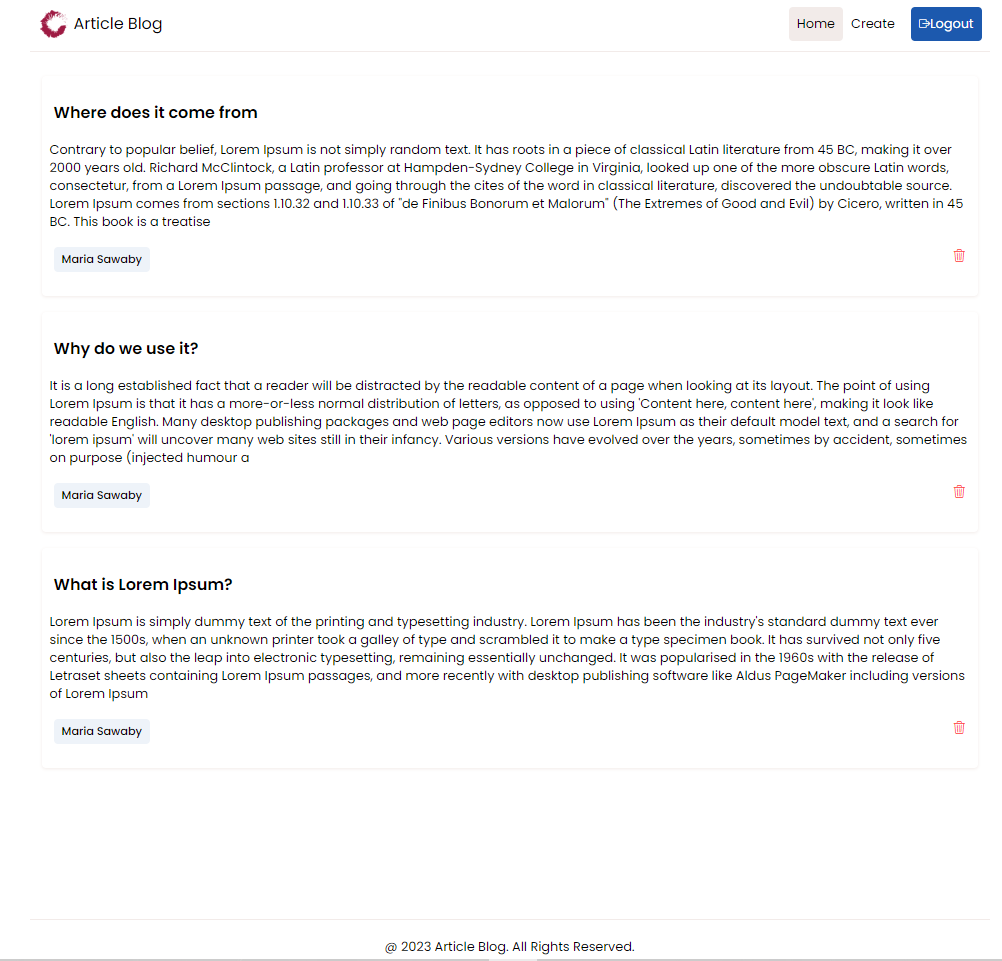 Article Blog
Home
Create
Logout
Where does it come from
Contrary to popular belief, Lorem Ipsum is not simply random text. It has roots in a piece of classical Latin literature from 45 BC, making it over
2000 years old. Richard McClintock, a Latin professor at Hampden-Sydney College in Virginia, looked up one of the more obscure Latin words,
consectetur, from a Lorem Ipsum passage, and going through the cites of the word in classical literature, discovered the undoubtable source.
Lorem Ipsum comes from sections 1.10.32 and 1.10.33 of "de Finibus Bonorum et Malorum" (The Extremes of Good and Evil) by Cicero, written in 45
BC. This book is a treatise
Maria Sawaby
Why do we use it?
It is a long established fact that a reader will be distracted by the readable content of a page when looking at its layout. The point of using
Lorem Ipsum is that it has a more-or-less normal distribution of letters, as opposed to using 'Content here, content here', making it look like
readable English. Many desktop publishing packages and web page editors now use Lorem Ipsum as their default model text, and a search for
'lorem ipsum' will uncover many web sites still in their infancy. Various versions have evolved over the years, sometimes by accident, sometimes
on purpose (injected humour a
Maria Sawaby
What is Lorem Ipsum?
Lorem Ipsum is simply dummy text of the printing and typesetting industry. Lorem Ipsum has been the industry's standard dummy text ever
since the 1500s, when an unknown printer took a galley of type and scrambled it to make a type specimen book. It has survived not only five
centuries, but also the leap into electronic typesetting, remaining essentially unchanged. It was popularised in the 1960s with the release of
Letraset sheets containing Lorem Ipsum passages, and more recently with desktop publishing software like Aldus PageMaker including versions
of Lorem Ipsum
Maria Sawaby
@ 2023 Article Blog. All Rights Reserved.